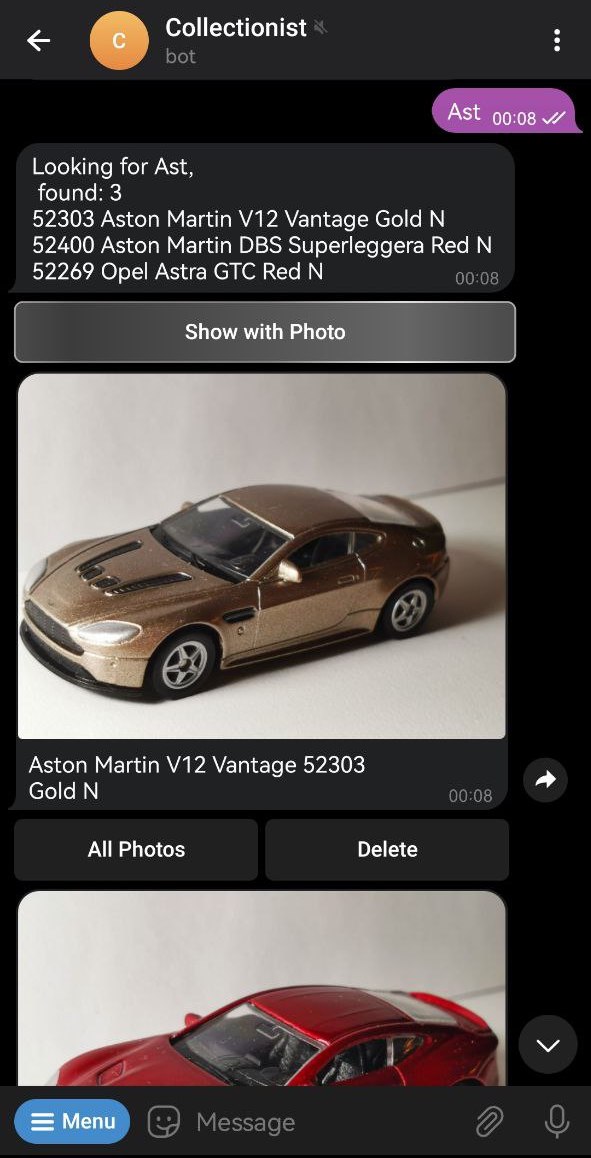 C
Collectionist
bot
Ast 00:08
Looking for Ast,
found: 3
52303 Aston Martin V12 Vantage Gold N
52400 Aston Martin DBS Superleggera Red N
52269 Opel Astra GTC Red N
00:08
Show with Photo
Aston Martin V12 Vantage 52303
Gold N
00:08
All Photos
Delete
Menu
Message